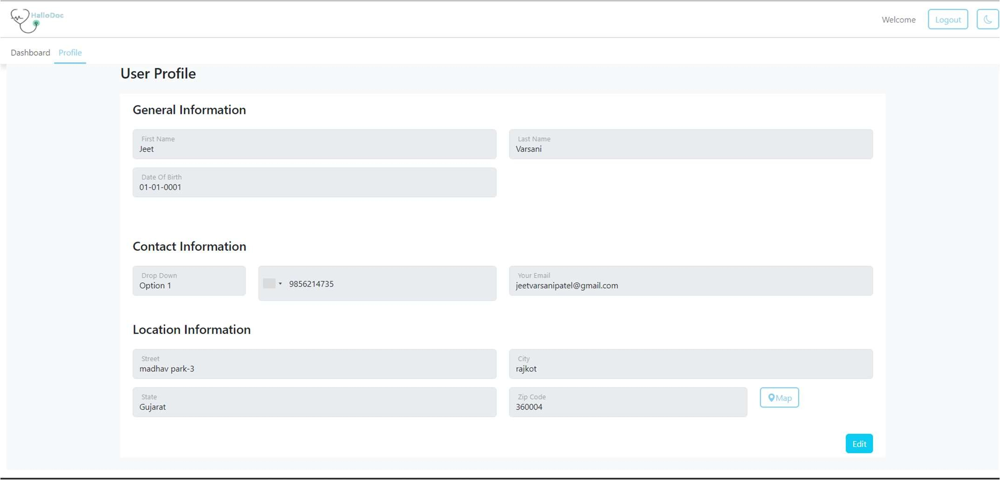 HalloDoc
Welcome Logout
Dashboard Profile
User Profile
General Information
First Name
Jeet
Last Name
Varsani
Date Of Birth
01-01-0001
Contact Information
Drop Down
Option 1
9856214735
Your Email
jeetvarsanipatel@gmail.com
Location Information
Street
madhav park-3
City
rajkot
State
Gujarat
Zip Code
360004
Map
Edit